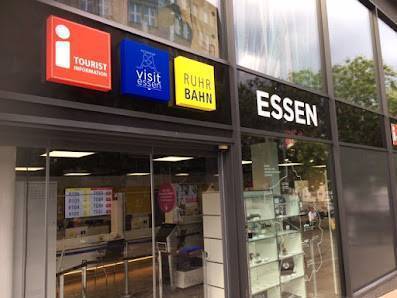 i
TOURIST
INFORMATION
visit
essen
RUHR
BAHN
ESSEN